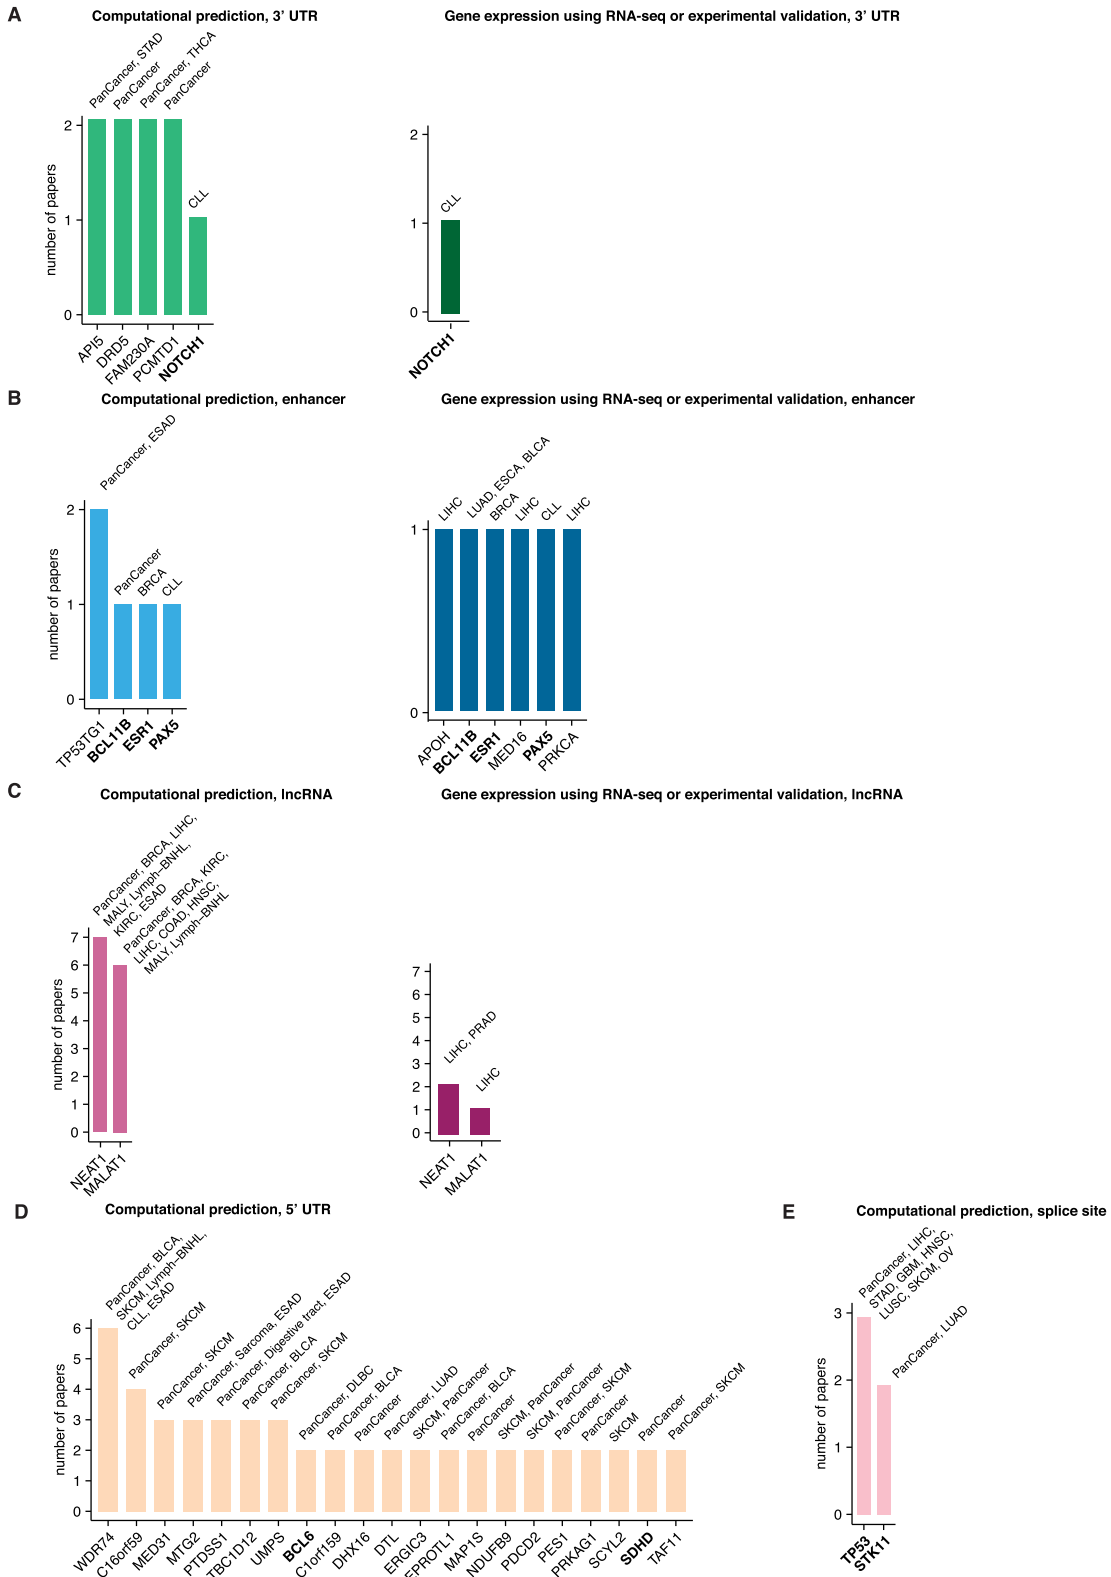 A
Computational prediction, 3’ UTR
Gene expression using RNA-seq or experimental validation, 3’ UTR
PanCancer, STAD
PanCancer
PanCancer, THCA
PanCancer
CLL
number of papers
2
1
0
API5
DRD5
FAM230A
PCMTD1
NOTCH1
CLL
2
1
0
NOTCH1
B
Computational prediction, enhancer
Gene expression using RNA-seq or experimental validation, enhancer
PanCancer, ESAD
PanCancer
BRCA
CLL
number of papers
2
1
0
TP53TG1
BCL11B
ESR1
PAX5
LIHC
LUAD, ESCA, BLCA
BRCA
LIHC
CLL
LIHC
1
0
APOH
BCL11B
ESR1
MED16
PAX5
PRKCA
C
Computational prediction, lncRNA
Gene expression using RNA-seq or experimental validation, lncRNA
PanCancer, BRCA, LIHC,
MALY, Lymph−BNHL,
KIRC, ESAD
PanCancer, BRCA, KIRC,
LIHC, COAD, HNSC,
MALY, Lymph−BNHL
number of papers
7
6
5
4
3
2
1
0
NEAT1
MALAT1
LIHC, PRAD
LIHC
7
6
5
4
3
2
1
0
NEAT1
MALAT1
D
Computational prediction, 5’ UTR
PanCancer, BLCA,
SKCM, Lymph−BNHL,
CLL, ESAD
PanCancer, SKCM
PanCancer, SKCM
PanCancer, Sarcoma, ESAD
PanCancer, Digestive tract, ESAD
PanCancer, BLCA
PanCancer, SKCM
PanCancer, DLBC
PanCancer, BLCA
PanCancer
PanCancer, LUAD
SKCM, PanCancer
PanCancer, BLCA
PanCancer
SKCM, PanCancer
SKCM, PanCancer
PanCancer, SKCM
PanCancer
SKCM
PanCancer
PanCancer, SKCM
number of papers
6
5
4
3
2
1
0
WDR74
C16orf59
MED31
MTG2
PTDSS1
TBC1D12
UMPS
BCL6
C1orf159
DHX16
DTL
ERGIC3
EPROTL1
MAP1S
NDUFB9
PDCD2
PES1
PRKAG1
SCYL2
SDHD
TAF11
E
Computational prediction, splice site
PanCancer, LIHC,
STAD, GBM, HNSC,
LUSC, SKCM, OV
PanCancer, LUAD
number of papers
3
2
1
0
TP53
STK11